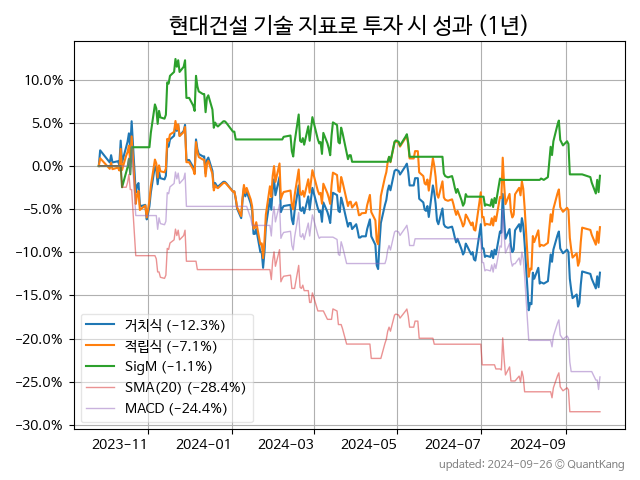 현대건설 기술 지표로 투자 시 성과 (1년)
10.0%
5.0%
0.0%
−5.0%
−10.0%
−15.0%
−20.0%
−25.0%
−30.0%
거치식 (−12.3%)
적립식 (−7.1%)
SigM (−1.1%)
SMA(20) (−28.4%)
MACD (−24.4%)
2023−11
2024−01
2024−03
2024−05
2024−07
2024−09
updated: 2024−09−26 © QuantKang